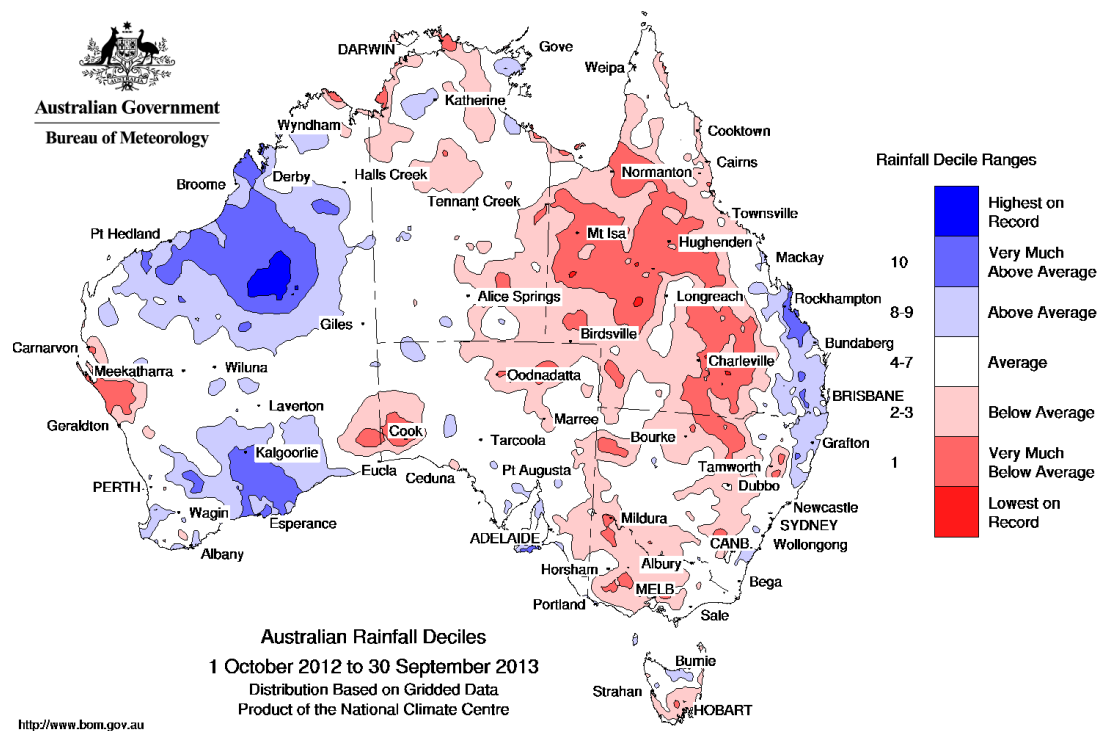 Australian Government
Bureau of Meteorology
DARWIN
Gove
Weipa
Katherine
Wyndham
Cooktown
Cairns
Broome
Derby
Halls Creek
Normanton
Tennant Creek
Townsville
Pt Hedland
Mt Isa
Hughenden
Mackay
Alice Springs
Longreach
Rockhampton
Giles
Birdsville
Bundaberg
Carnarvon
Meekatharra
Wiluna
Oodnadatta
Charleville
BRISBANE
Laverton
Marree
Geraldton
Cook
Tarcoola
Bourke
Grafton
Kalgoorlie
Eucla
Ceduna
Pt Augusta
Tamworth
Dubbo
PERTH
Wagin
Esperance
Mildura
Newcastle
SYDNEY
ADELAIDE
CANB.
Wollongong
Albany
Horsham
Albury
MELB.
Bega
Portland
Sale
Burnie
Strahan
HOBART
Rainfall Decile Ranges
Highest on
Record
10
Very Much
Above Average
8-9
Above Average
4-7
Average
2-3
Below Average
1
Very Much
Below Average
Lowest on
Record
Australian Rainfall Deciles
1 October 2012 to 30 September 2013
Distribution Based on Gridded Data
Product of the National Climate Centre
http://www.bom.gov.au